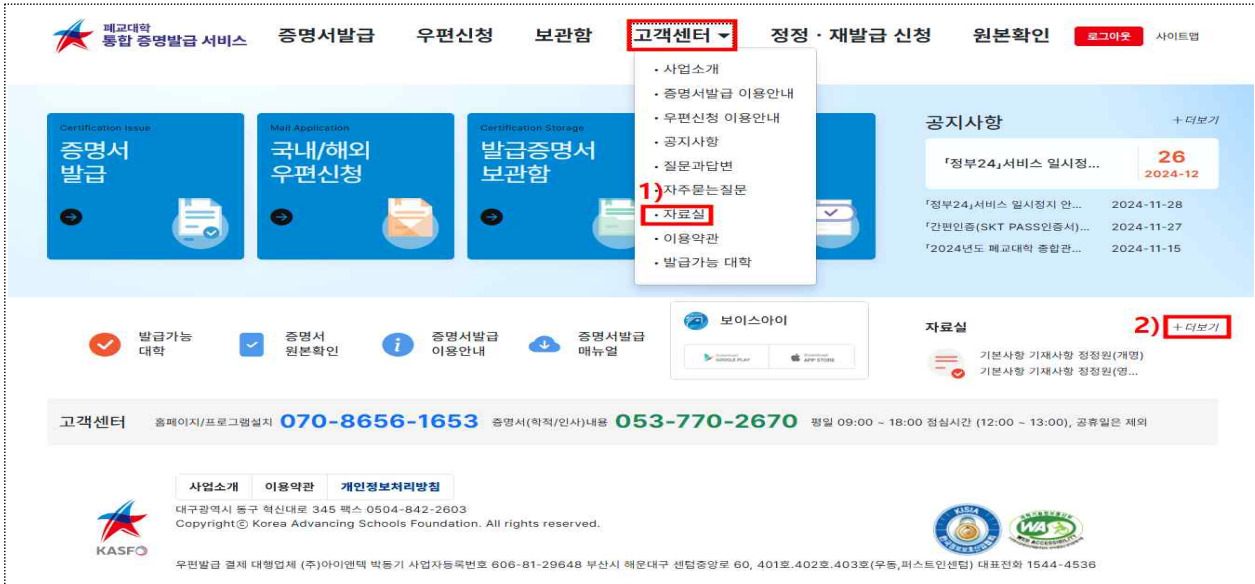 폐교대학
통합 증명발급 서비스
증명서발급 우편신청 보관함 고객센터 ▼ 정정 · 재발급 신청 원본확인 로그아웃 사이트맵
• 사업소개
• 증명서발급 이용안내
• 우편신청 이용안내
• 공지사항
• 질문과답변
1) • 자주묻는질문
• 자료실
• 이용약관
• 발급가능 대학
Certification Issue
증명서
발급
Mail Application
국내/해외
우편신청
Certification Storage
발급증명서
보관함
공지사항 +더보기
「정부24」서비스 일시정... 26
2024-12
「정부24」서비스 일시정지 안... 2024-11-28
「간편인증(SKT PASS인증서)... 2024-11-27
「2024년도 폐교대학 종합관... 2024-11-15
발급가능
대학
증명서
원본확인
증명서발급
이용안내
증명서발급
매뉴얼
보이스아이
Download
GOOGLE PLAY
Download
APP STORE
자료실 2) +더보기
기본사항 기재사항 정정원(개명)
기본사항 기재사항 정정원(영...
고객센터 홈페이지/프로그램설치 070-8656-1653 증명서(학적/인사)내용 053-770-2670 평일 09:00 ~ 18:00 점심시간 (12:00 ~ 13:00), 공휴일은 제외
사업소개 이용약관 개인정보처리방침
대구광역시 동구 혁신대로 345 팩스 0504-842-2603
Copyrightⓒ Korea Advancing Schools Foundation. All rights reserved.
KASFO
KISIA
WA
WEB ACCESSIBILITY
우편발급 결제 대행업체 (주)아이앤텍 박동기 사업자등록번호 606-81-29648 부산시 해운대구 센텀중앙로 60, 401호.402호.403호(우동,퍼스트인센텀) 대표전화 1544-4536